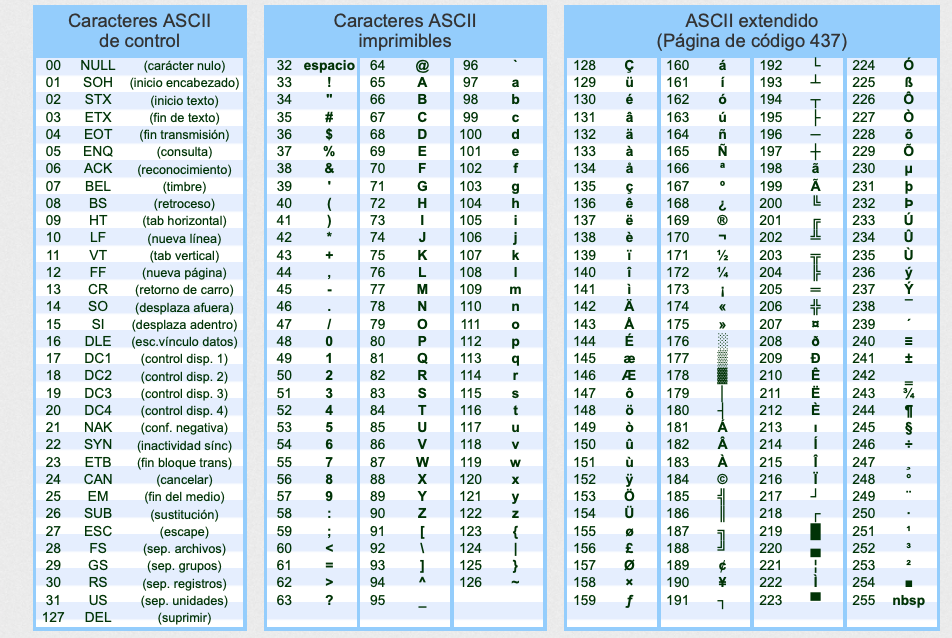 Caracteres ASCII
de control
00 NULL (carácter nulo)
01 SOH (inicio encabezado)
02 STX (inicio texto)
03 ETX (fin de texto)
04 EOT (fin transmisión)
05 ENQ (consulta)
06 ACK (reconocimiento)
07 BEL (timbre)
08 BS (retroceso)
09 HT (tab horizontal)
10 LF (nueva línea)
11 VT (tab vertical)
12 FF (nueva página)
13 CR (retorno de carro)
14 SO (desplaza afuera)
15 SI (desplaza adentro)
16 DLE (esc.vínculo datos)
17 DC1 (control disp. 1)
18 DC2 (control disp. 2)
19 DC3 (control disp. 3)
20 DC4 (control disp. 4)
21 NAK (conf. negativa)
22 SYN (inactividad sínc)
23 ETB (fin bloque trans)
24 CAN (cancelar)
25 EM (fin del medio)
26 SUB (sustitución)
27 ESC (escape)
28 FS (sep. archivos)
29 GS (sep. grupos)
30 RS (sep. registros)
31 US (sep. unidades)
127 DEL (suprimir)
Caracteres ASCII
imprimibles
32 espacio 64 @ 96 `
33 ! 65 A 97 a
34 " 66 B 98 b
35 # 67 C 99 c
36 $ 68 D 100 d
37 % 69 E 101 e
38 & 70 F 102 f
39 ' 71 G 103 g
40 ( 72 H 104 h
41 ) 73 I 105 i
42 * 74 J 106 j
43 + 75 K 107 k
44 , 76 L 108 l
45 - 77 M 109 m
46 . 78 N 110 n
47 / 79 O 111 o
48 0 80 P 112 p
49 1 81 Q 113 q
50 2 82 R 114 r
51 3 83 S 115 s
52 4 84 T 116 t
53 5 85 U 117 u
54 6 86 V 118 v
55 7 87 W 119 w
56 8 88 X 120 x
57 9 89 Y 121 y
58 : 90 Z 122 z
59 ; 91 [ 123 {
60 < 92 \ 124 |
61 = 93 ] 125 }
62 > 94 ^ 126 ~
63 ? 95 _
ASCII extendido
(Página de código 437)
128 Ç 160 á 192 └ 224 Ó
129 ü 161 í 193 ┴ 225 ß
130 é 162 ó 194 ┬ 226 Ô
131 â 163 ú 195 ├ 227 Ò
132 ä 164 ñ 196 ─ 228 õ
133 à 165 Ñ 197 ┼ 229 Õ
134 å 166 ª 198 ã 230 µ
135 ç 167 º 199 Ã 231 þ
136 ê 168 ¿ 200 ╚ 232 Þ
137 ë 169 ® 201 ╔ 233 Ú
138 è 170 ¬ 202 ╩ 234 Û
139 ï 171 ½ 203 ╦ 235 Ù
140 î 172 ¼ 204 ╠ 236 ý
141 ì 173 ¡ 205 ═ 237 Ý
142 Ä 174 « 206 ╬ 238 ¯
143 Å 175 » 207 ¤ 239 ´
144 É 176 ░ 208 ð 240 ≡
145 æ 177 ▒ 209 Ð 241 ±
146 Æ 178 ▓ 210 Ê 242 ‗
147 ô 179 │ 211 Ë 243 ¾
148 ö 180 ┤ 212 È 244 ¶
149 ò 181 Á 213 ı 245 §
150 û 182 Â 214 Í 246 ÷
151 ù 183 À 215 Î 247 ¸
152 ÿ 184 © 216 Ï 248 °
153 Ö 185 ╣ 217 ┘ 249 ¨
154 Ü 186 ║ 218 ┌ 250 ·
155 ø 187 ╗ 219 █ 251 ¹
156 £ 188 ╝ 220 ▄ 252 ³
157 Ø 189 ¢ 221 ¦ 253 ²
158 × 190 ¥ 222 Ì 254 ■
159 ƒ 191 ┐ 223 ▀ 255 nbsp